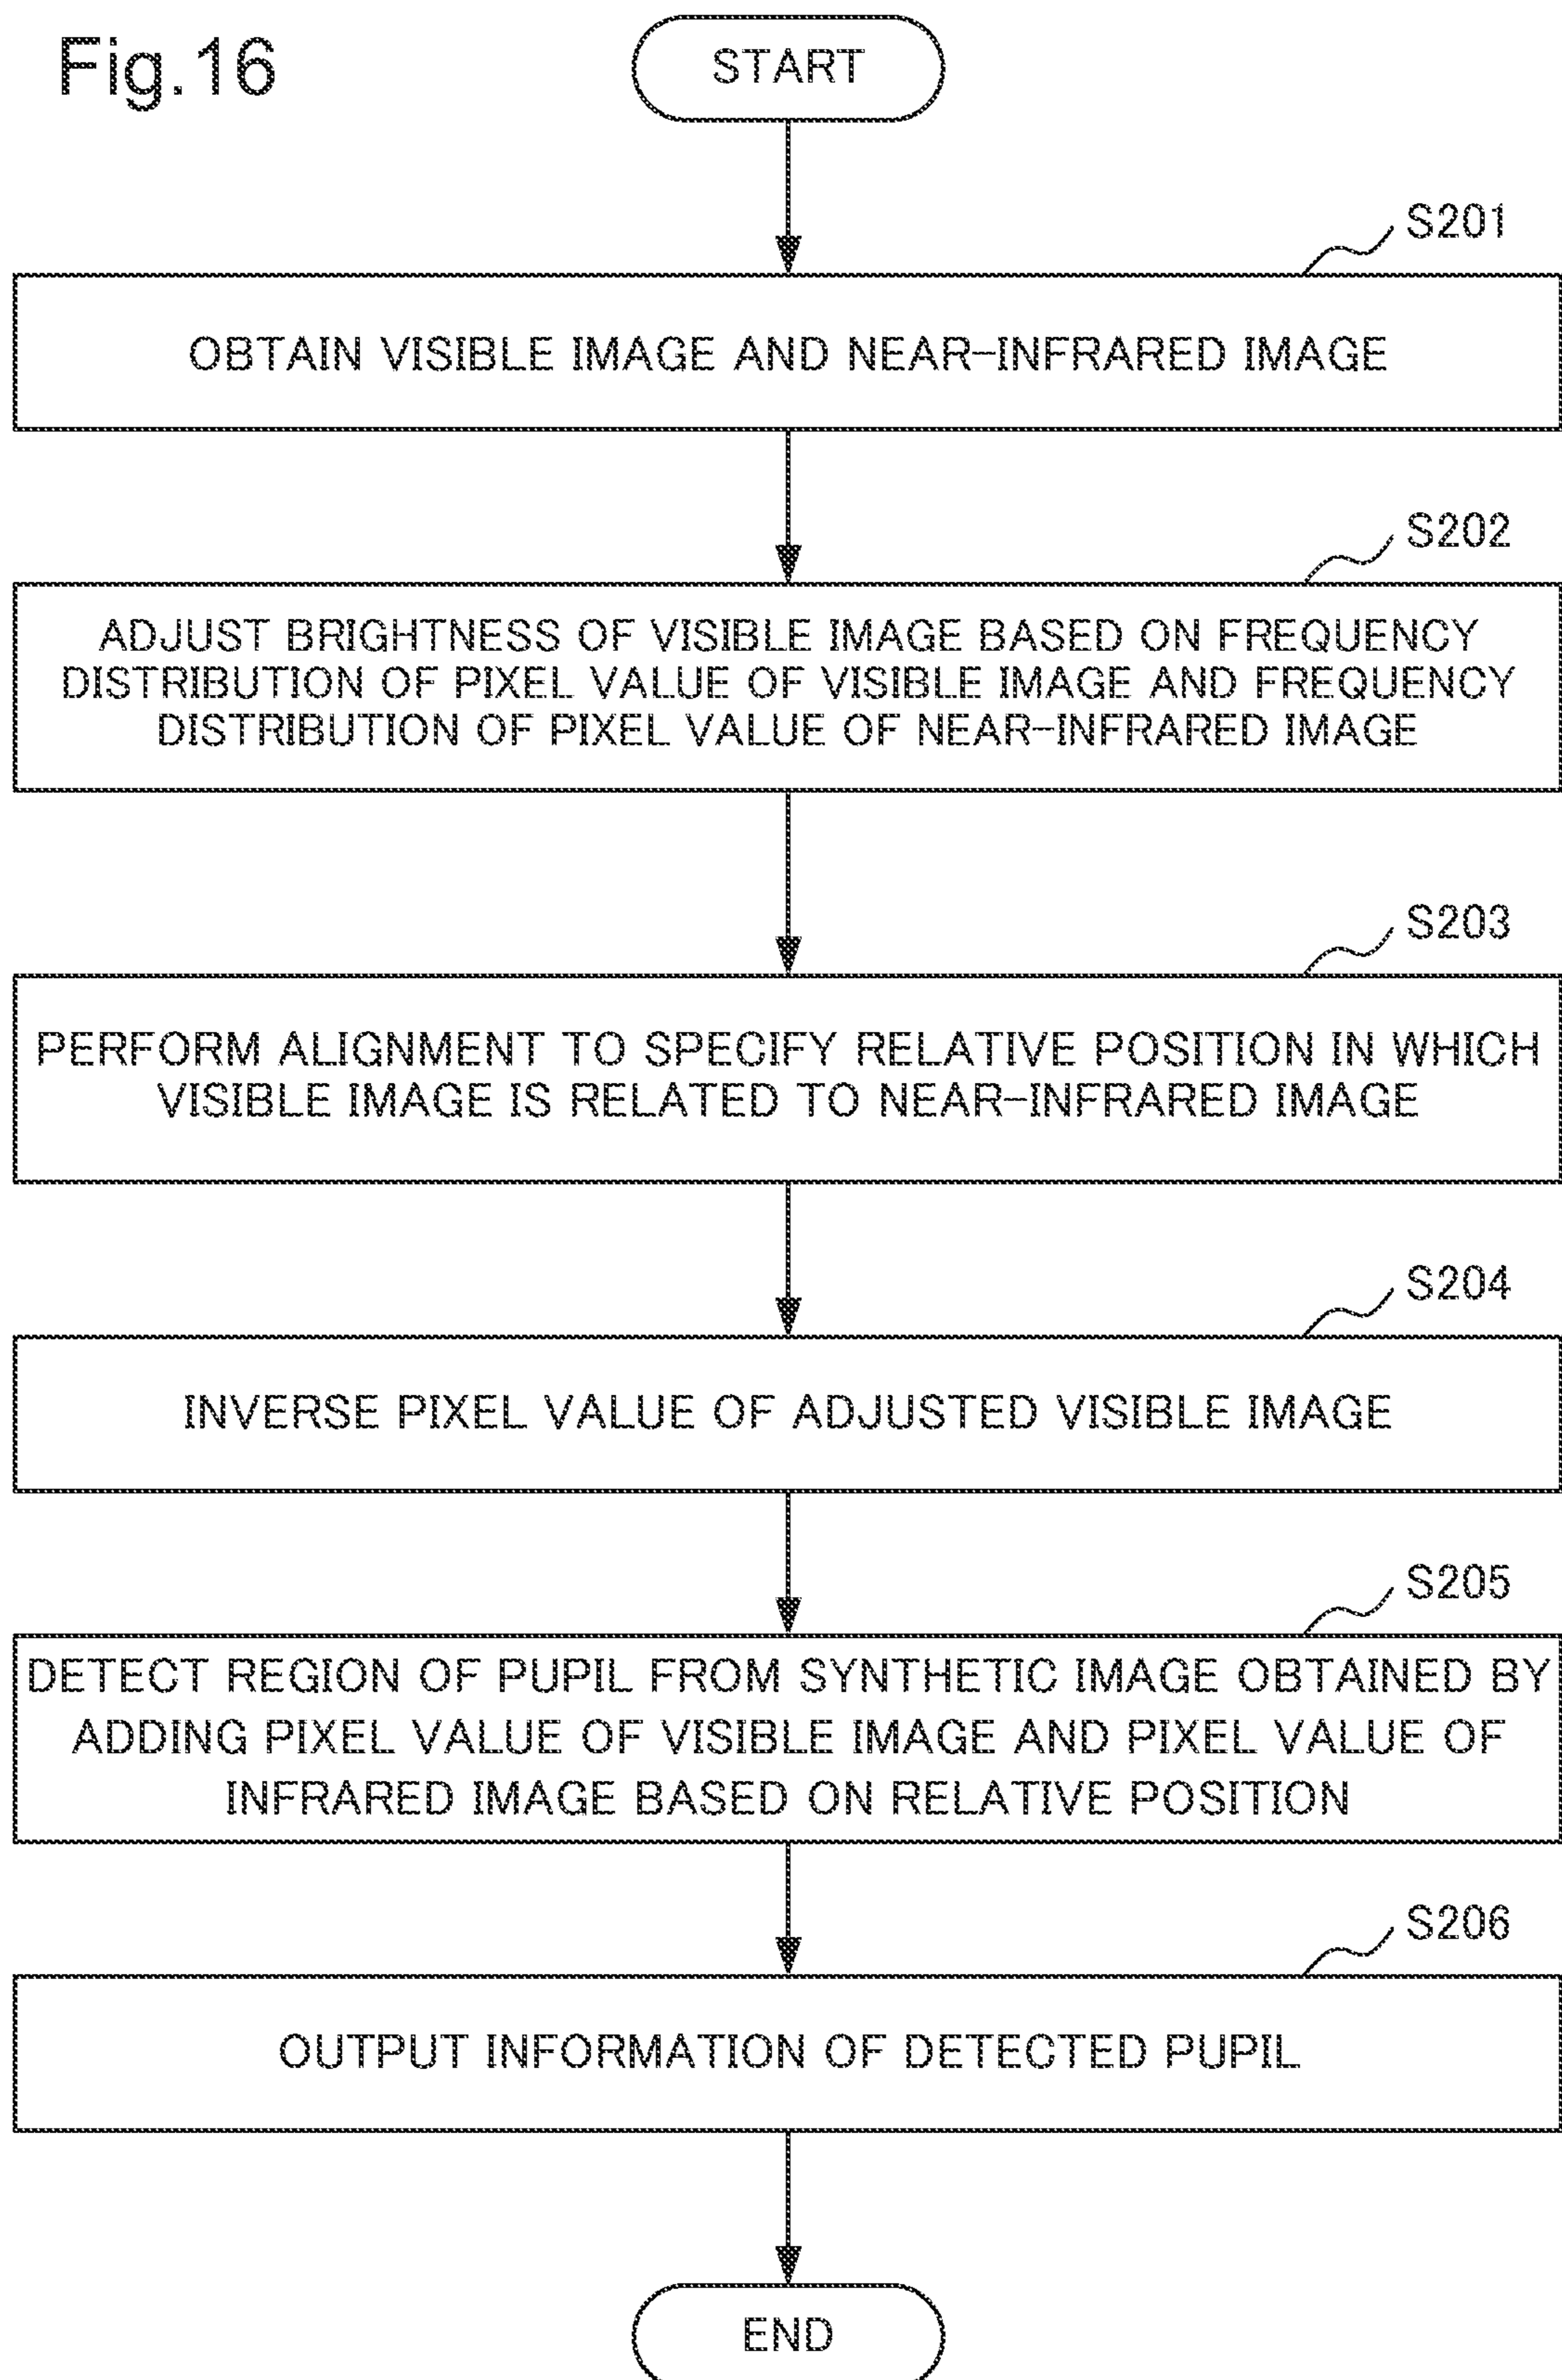 Fig.16
START
S201
OBTAIN VISIBLE IMAGE AND NEAR-INFRARED IMAGE
S202
ADJUST BRIGHTNESS OF VISIBLE IMAGE BASED ON FREQUENCY
DISTRIBUTION OF PIXEL VALUE OF VISIBLE IMAGE AND FREQUENCY
DISTRIBUTION OF PIXEL VALUE OF NEAR-INFRARED IMAGE
S203
PERFORM ALIGNMENT TO SPECIFY RELATIVE POSITION IN WHICH
VISIBLE IMAGE IS RELATED TO NEAR-INFRARED IMAGE
S204
INVERSE PIXEL VALUE OF ADJUSTED VISIBLE IMAGE
S205
DETECT REGION OF PUPIL FROM SYNTHETIC IMAGE OBTAINED BY
ADDING PIXEL VALUE OF VISIBLE IMAGE AND PIXEL VALUE OF
INFRARED IMAGE BASED ON RELATIVE POSITION
S206
OUTPUT INFORMATION OF DETECTED PUPIL
END